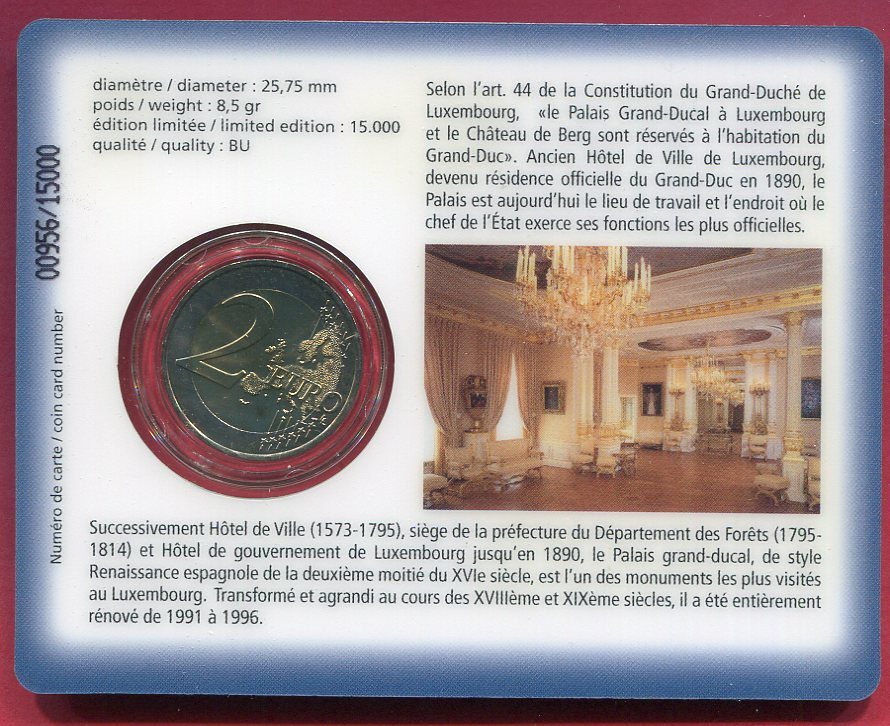 diamètre / diameter : 25,75 mm
poids / weight : 8,5 gr
édition limitée / limited edition : 15.000
qualité / quality : BU
Selon l'art. 44 de la Constitution du Grand-Duché de
Luxembourg, «le Palais Grand-Ducal à Luxembourg
et le Château de Berg sont réservés à l'habitation du
Grand-Duc». Ancien Hôtel de Ville de Luxembourg,
devenu résidence officielle du Grand-Duc en 1890, le
Palais est aujourd'hui le lieu de travail et l'endroit où le
chef de l'État exerce ses fonctions les plus officielles.
Numéro de carte / coin card number 00956/15000
2 EURO
Successivement Hôtel de Ville (1573-1795), siège de la préfecture du Département des Forêts (1795-
1814) et Hôtel de gouvernement de Luxembourg jusqu'en 1890, le Palais grand-ducal, de style
Renaissance espagnole de la deuxième moitié du XVIe siècle, est l'un des monuments les plus visités
au Luxembourg. Transformé et agrandi au cours des XVIIIème et XIXème siècles, il a été entièrement
rénové de 1991 à 1996.